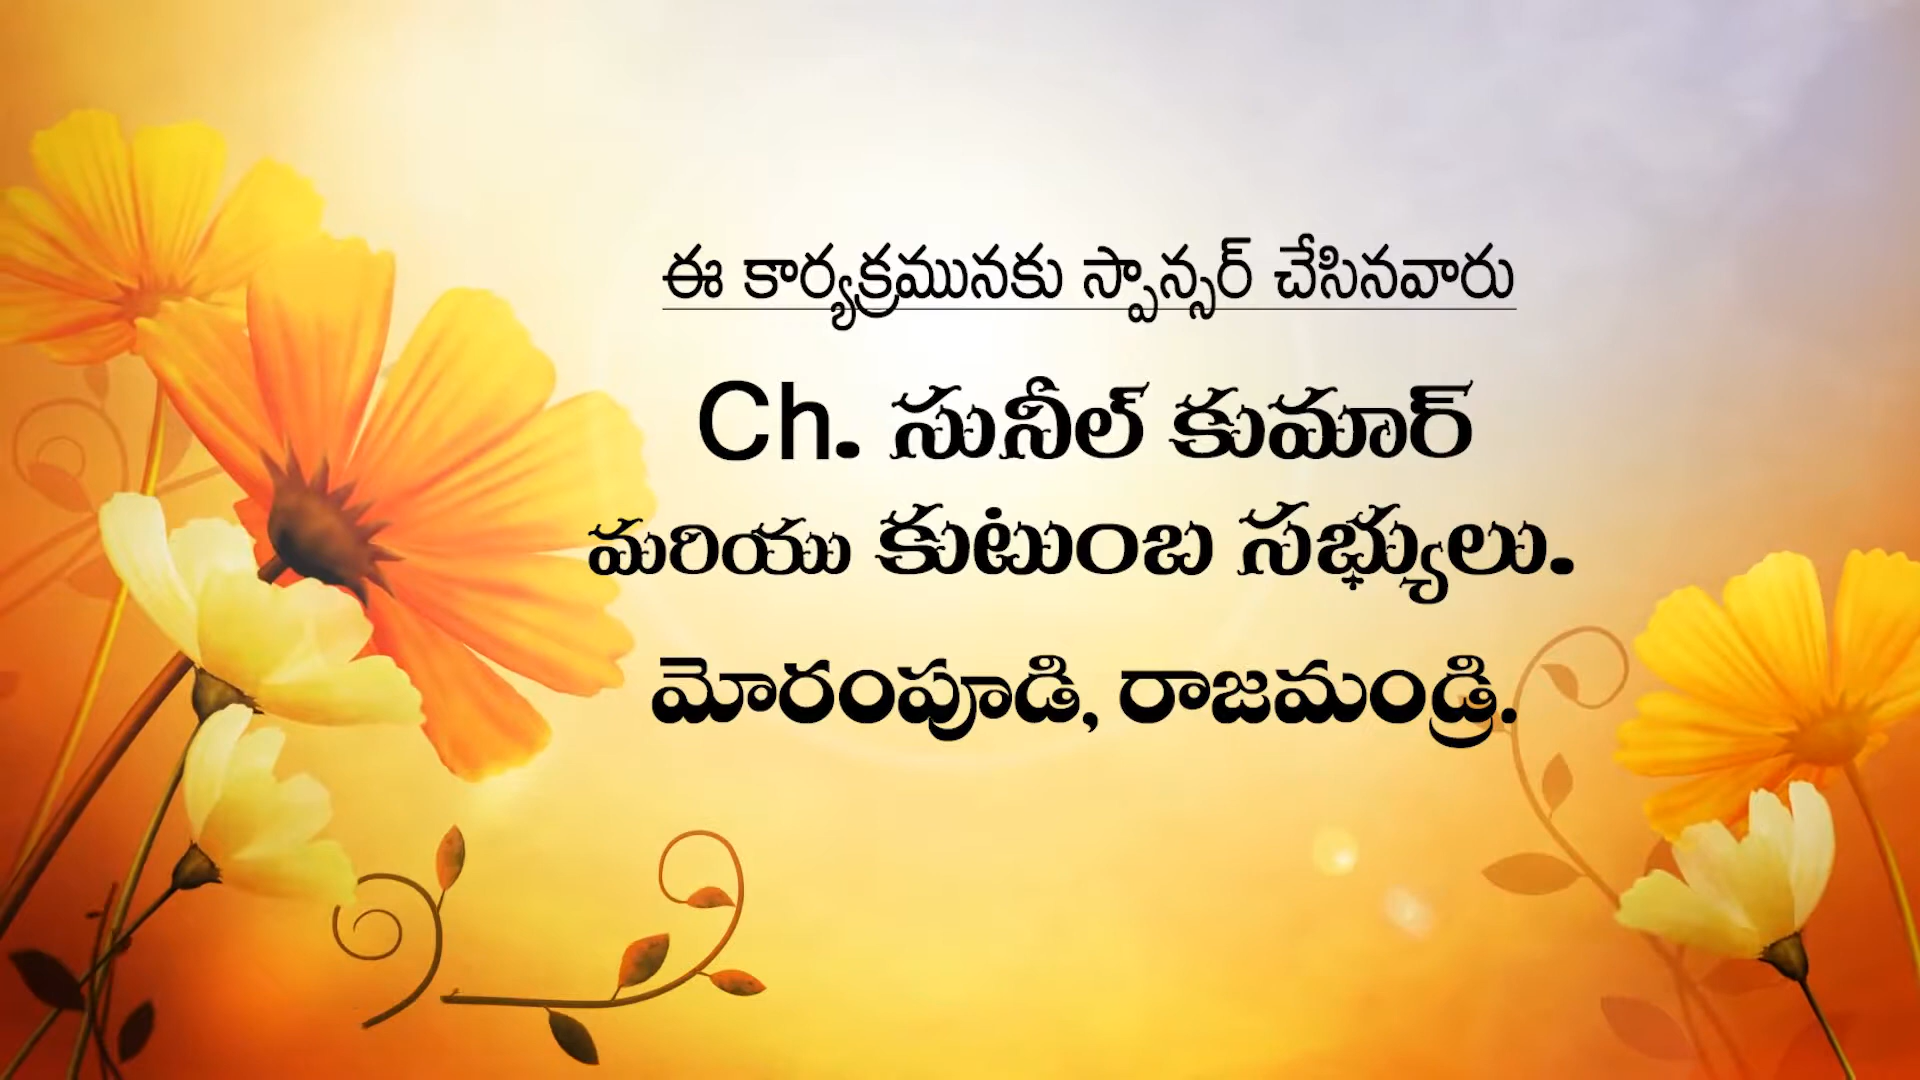 ఈ కార్యక్రమునకు స్పాన్సర్ చేసినవారు
Ch. సునీల్ కుమార్
మరియు కుటుంబ సభ్యులు.
మోరంపూడి, రాజమండ్రి.